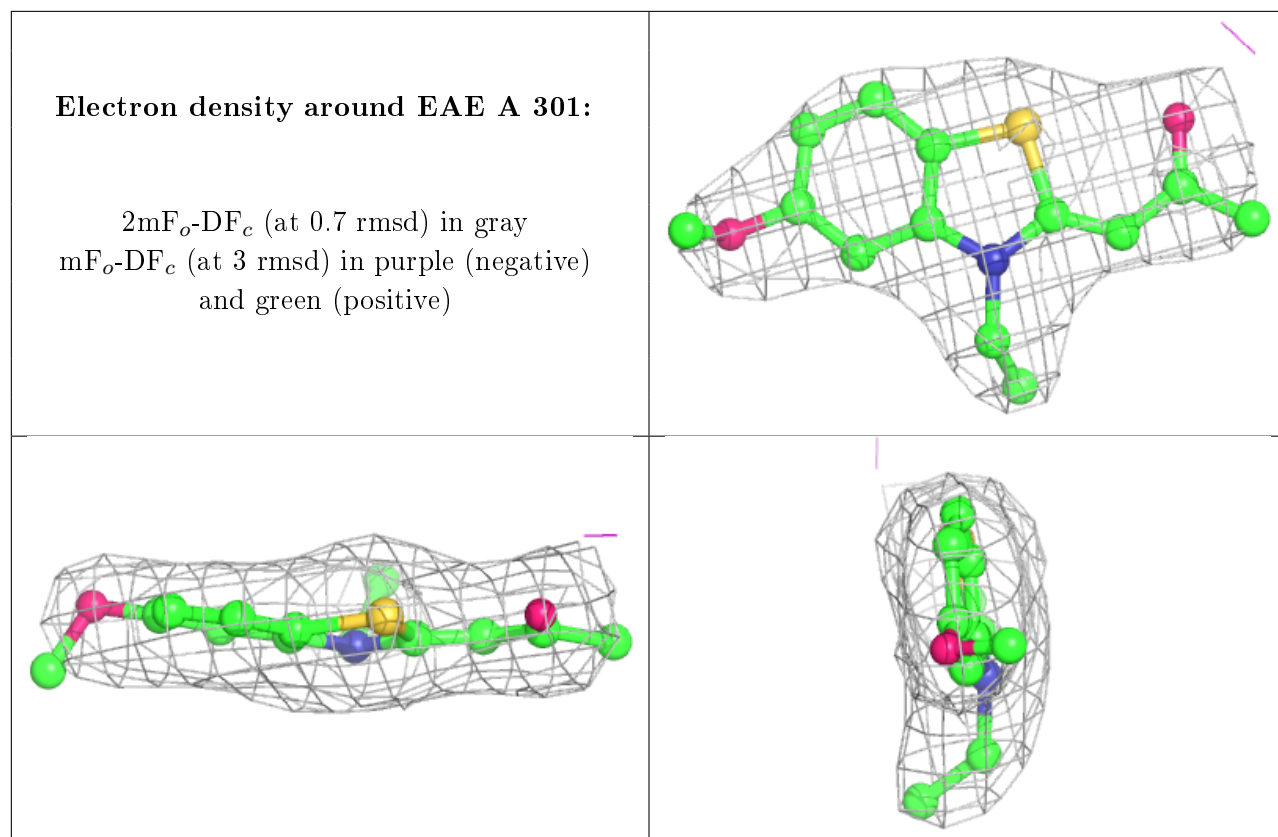 Electron density around EAE A 301:
2mFₒ-DF𝒸 (at 0.7 rmsd) in gray
mFₒ-DF𝒸 (at 3 rmsd) in purple (negative)
and green (positive)